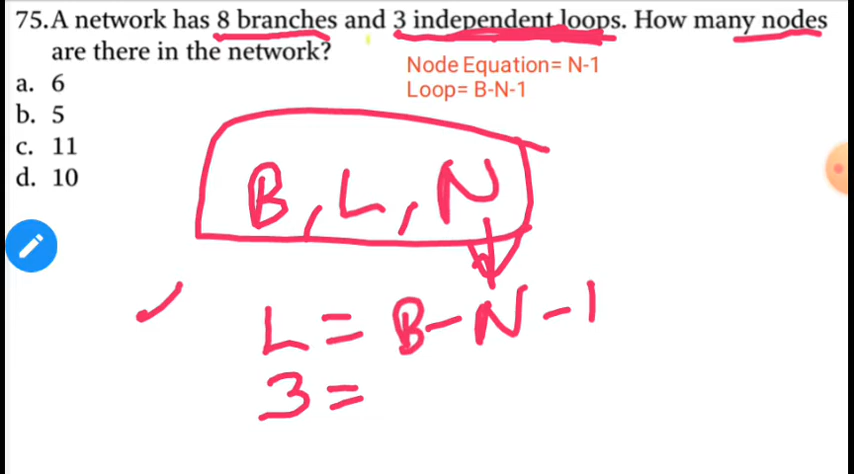 75.A network has 8 branches and 3 independent loops. How many nodes
are there in the network?
Node Equation= N-1
Loop= B-N-1
a. 6
b. 5
c. 11
d. 10
B, L, N
L = B-N-1
3=